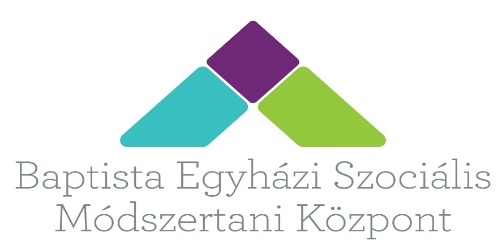 Baptista Egyházi Szociális
Módszertani Központ